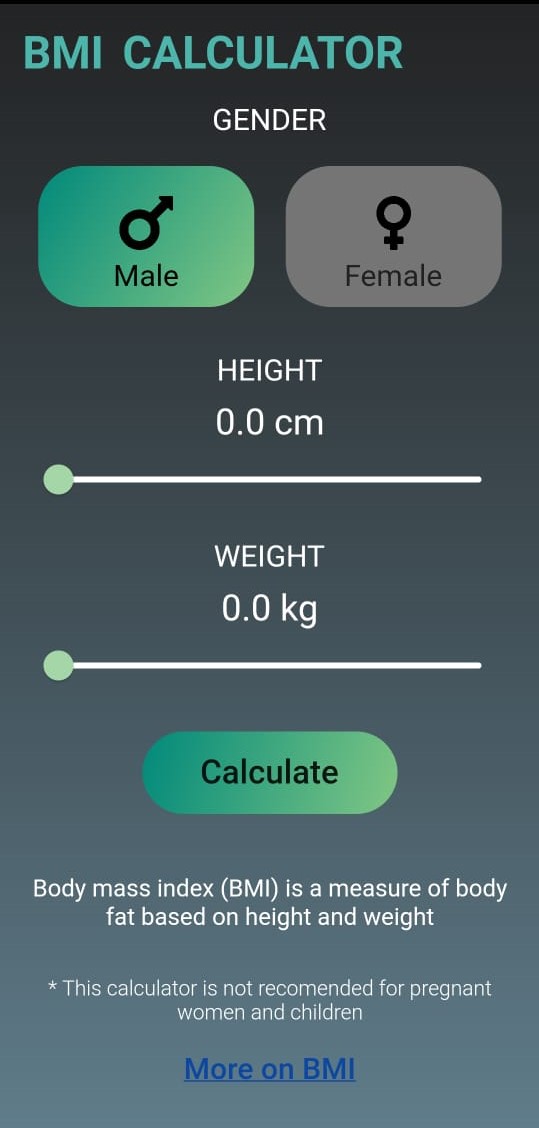 BMI CALCULATOR
GENDER
Male
Female
HEIGHT
0.0 cm
WEIGHT
0.0 kg
Calculate
Body mass index (BMI) is a measure of body
fat based on height and weight
* This calculator is not recomended for pregnant
women and children
More on BMI